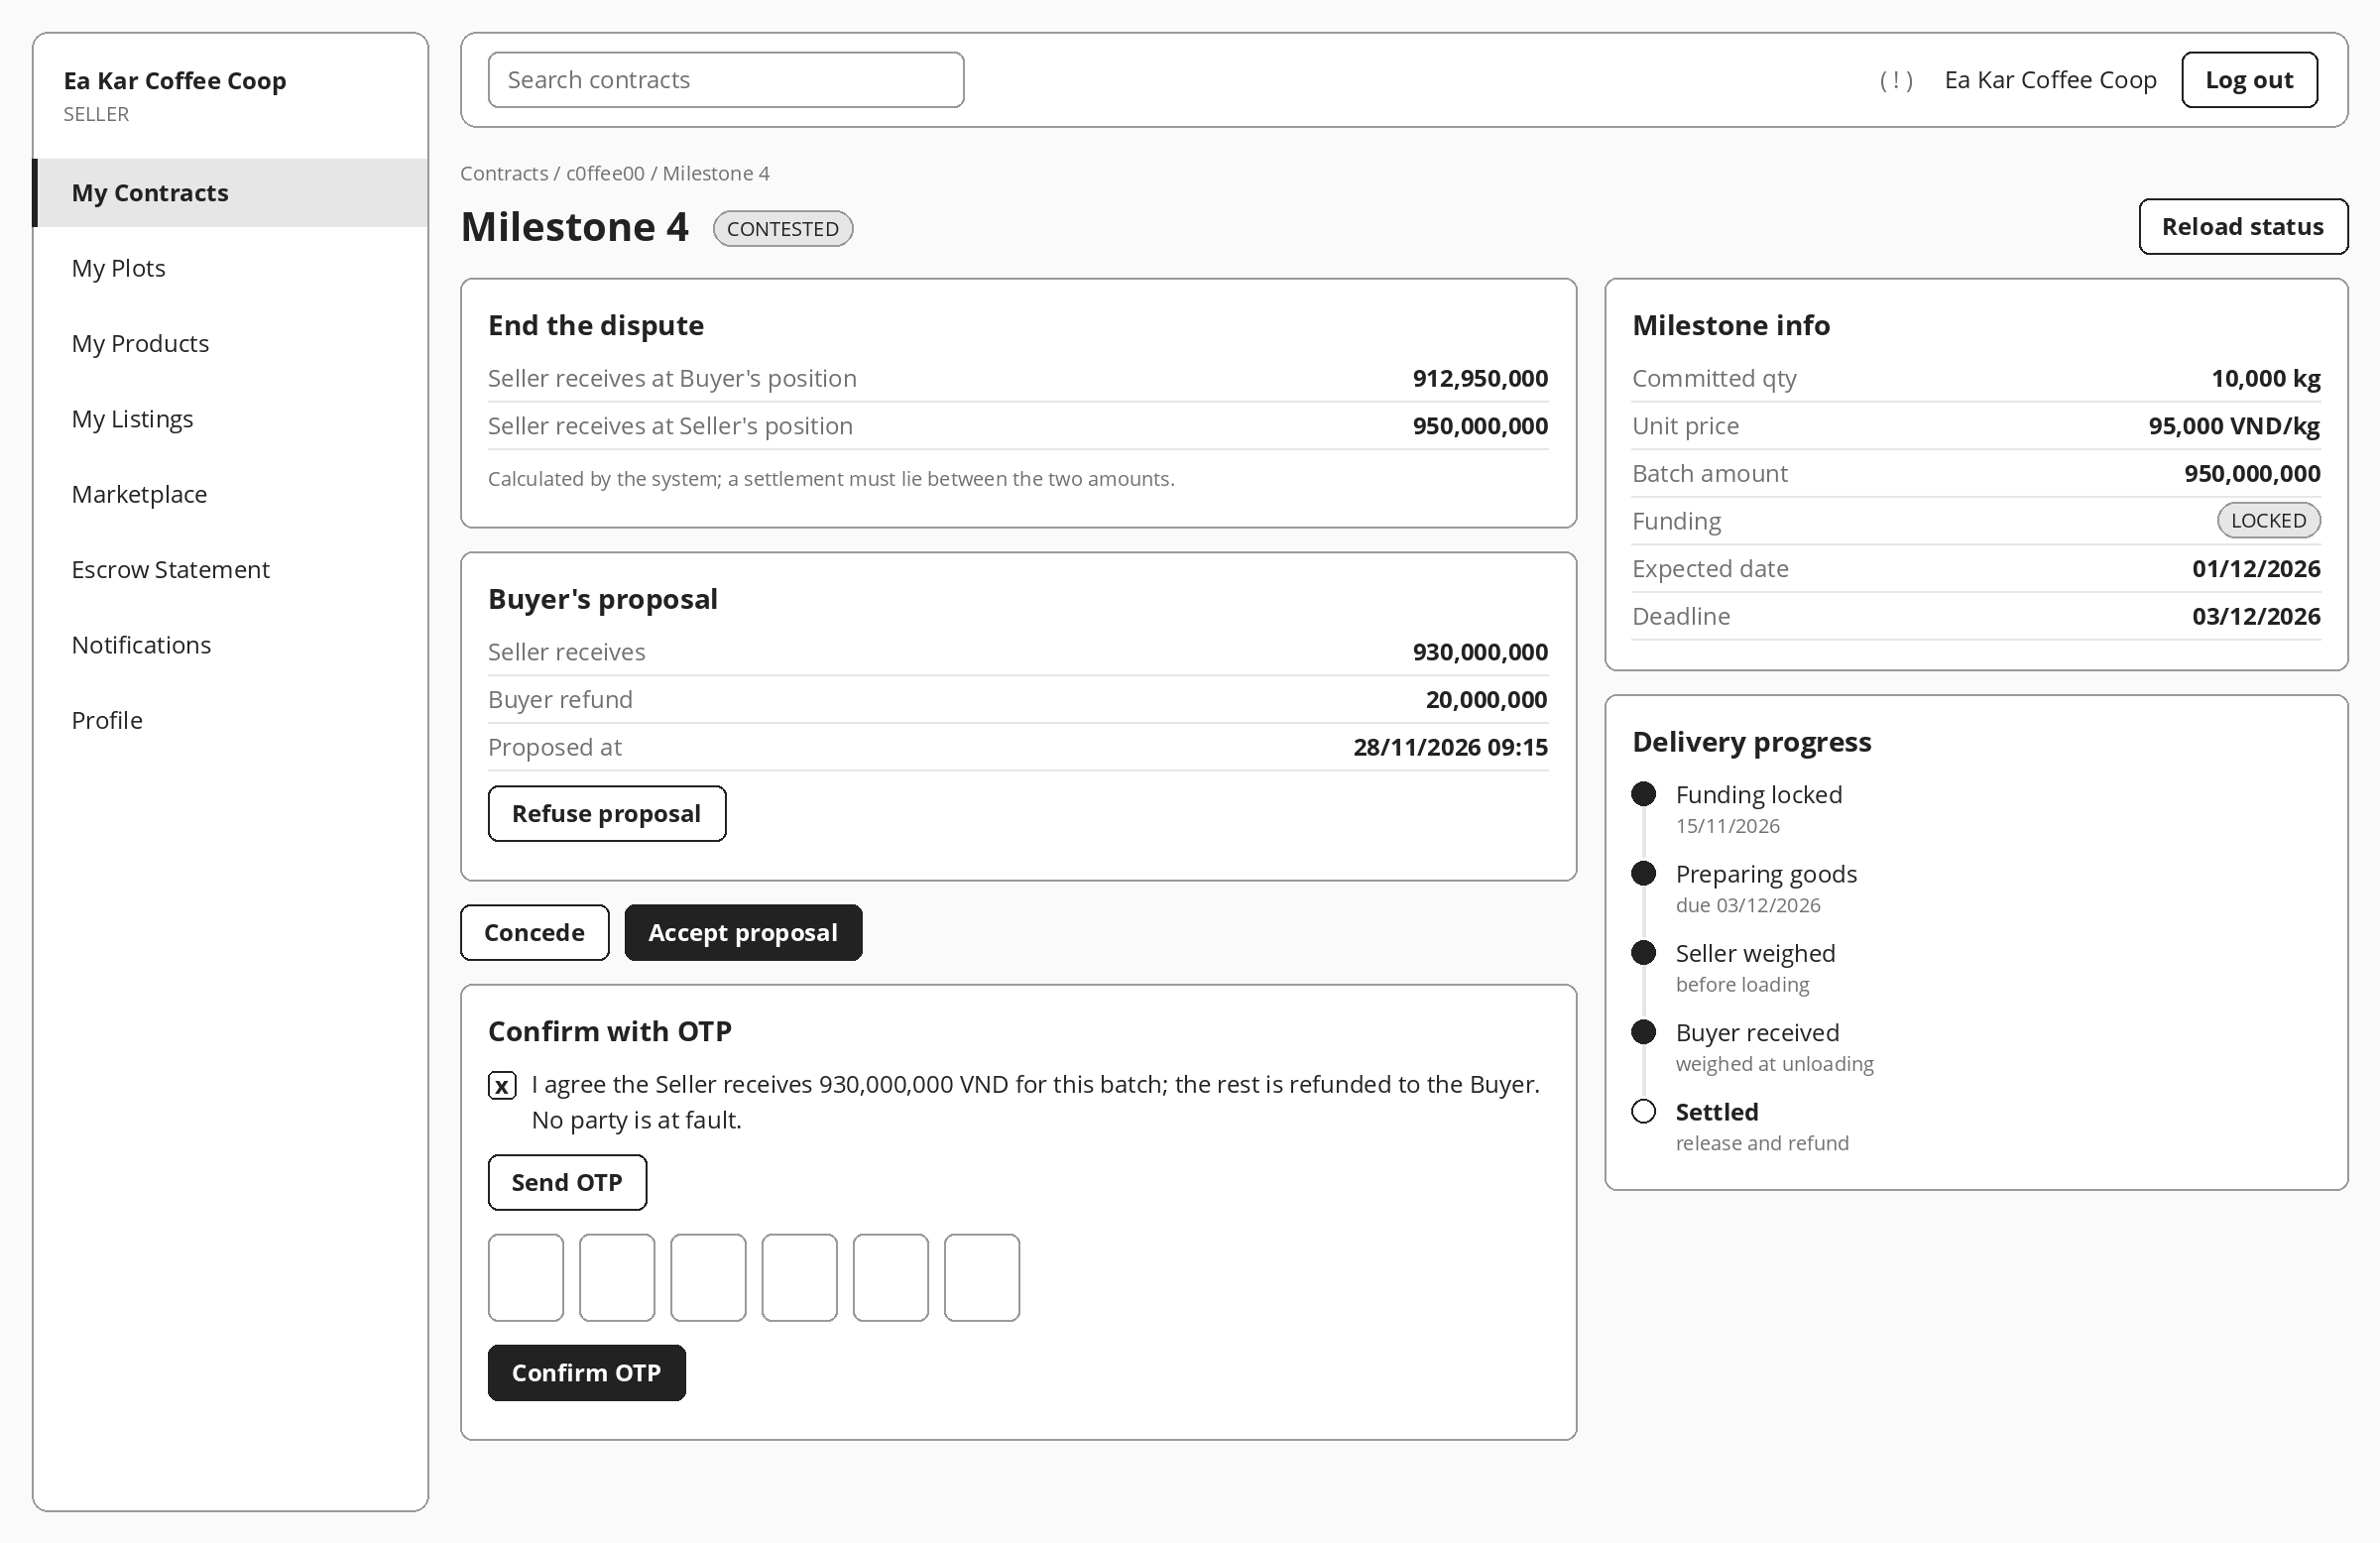 Ea Kar Coffee Coop
SELLER
My Contracts
My Plots
My Products
My Listings
Marketplace
Escrow Statement
Notifications
Profile
Search contracts
( ! )
Ea Kar Coffee Coop
Log out
Contracts / c0ffee00 / Milestone 4
Milestone 4
CONTESTED
Reload status
End the dispute
Seller receives at Buyer's position 912,950,000
Seller receives at Seller's position 950,000,000
Calculated by the system; a settlement must lie between the two amounts.
Buyer's proposal
Seller receives 930,000,000
Buyer refund 20,000,000
Proposed at 28/11/2026 09:15
Refuse proposal
Concede
Accept proposal
Confirm with OTP
x I agree the Seller receives 930,000,000 VND for this batch; the rest is refunded to the Buyer.
No party is at fault.
Send OTP
Confirm OTP
Milestone info
Committed qty 10,000 kg
Unit price 95,000 VND/kg
Batch amount 950,000,000
Funding LOCKED
Expected date 01/12/2026
Deadline 03/12/2026
Delivery progress
Funding locked
15/11/2026
Preparing goods
due 03/12/2026
Seller weighed
before loading
Buyer received
weighed at unloading
Settled
release and refund